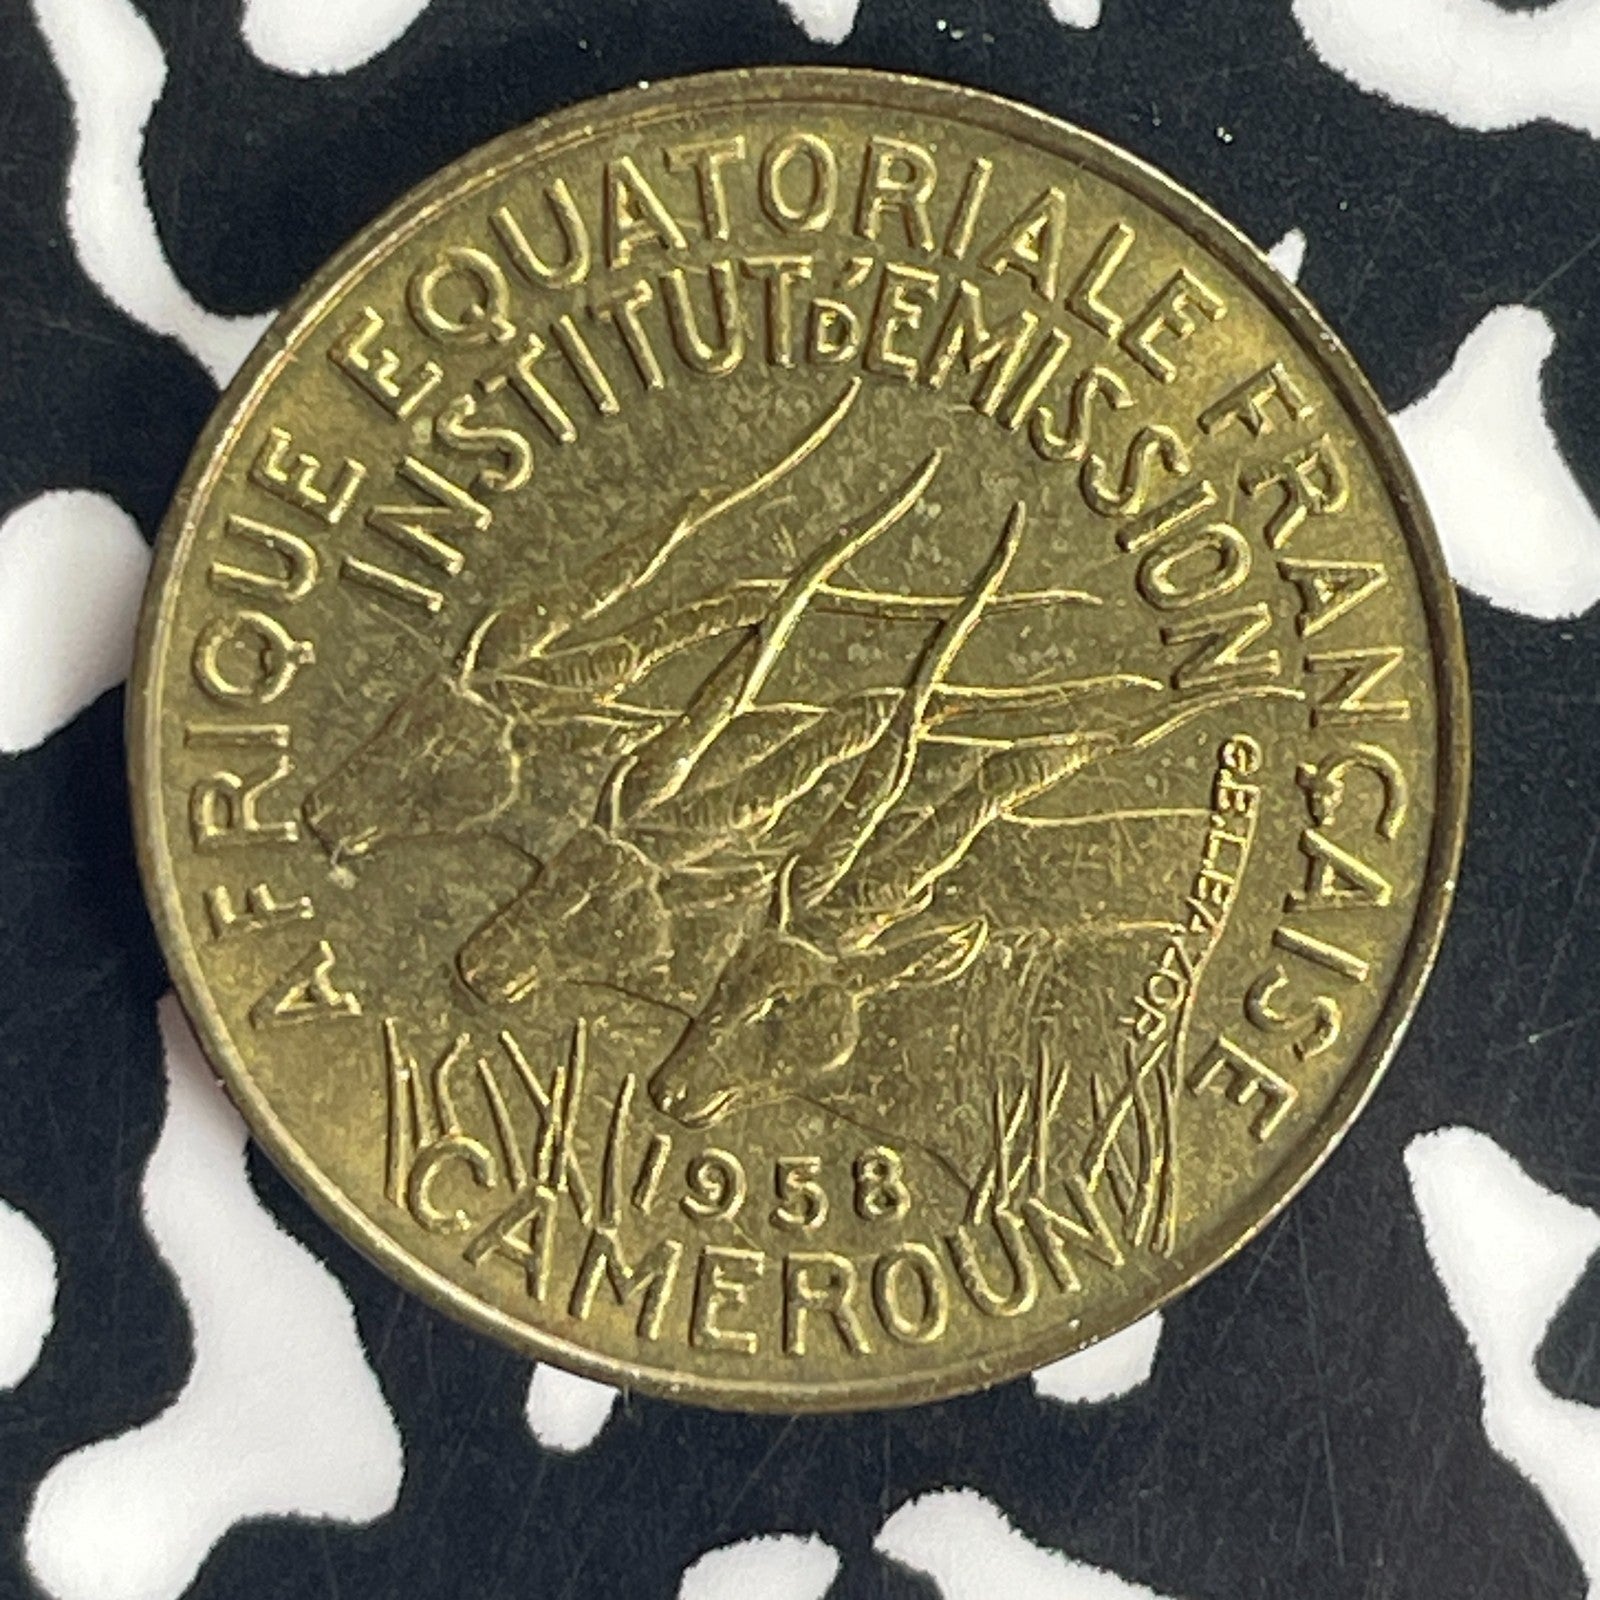 AFRIQUE EQUATORIALE FRANÇAISE
INSTITUT D'EMISSION
G.B.L.BAZOR
1958
CAMEROUN